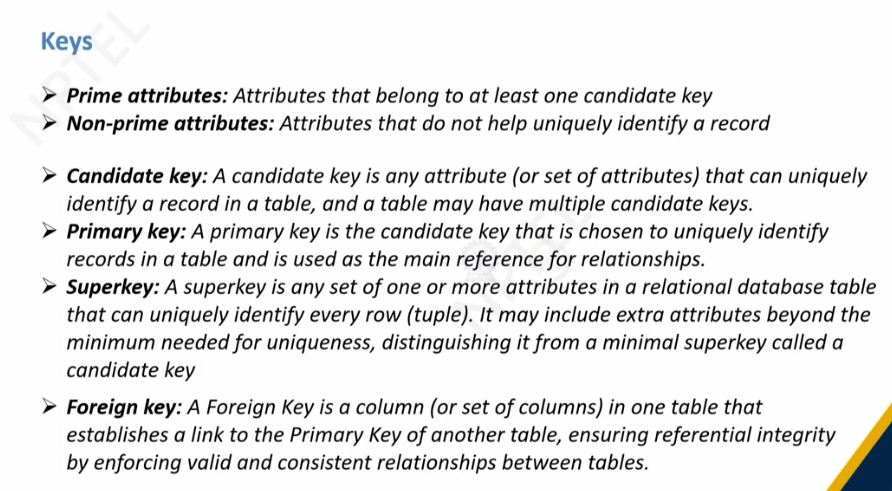 Keys
➢ Prime attributes: Attributes that belong to at least one candidate key
➢ Non-prime attributes: Attributes that do not help uniquely identify a record
➢ Candidate key: A candidate key is any attribute (or set of attributes) that can uniquely
identify a record in a table, and a table may have multiple candidate keys.
➢ Primary key: A primary key is the candidate key that is chosen to uniquely identify
records in a table and is used as the main reference for relationships.
➢ Superkey: A superkey is any set of one or more attributes in a relational database table
that can uniquely identify every row (tuple). It may include extra attributes beyond the
minimum needed for uniqueness, distinguishing it from a minimal superkey called a
candidate key
➢ Foreign key: A Foreign Key is a column (or set of columns) in one table that
establishes a link to the Primary Key of another table, ensuring referential integrity
by enforcing valid and consistent relationships between tables.
NPTEL
NPTEL